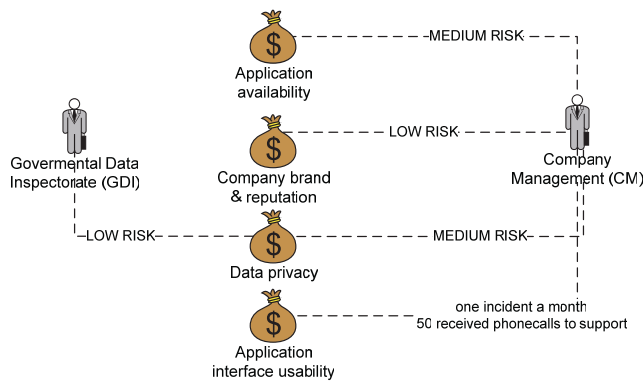 MEDIUM RISK
$
Application
availability
LOW RISK
$
Govermental Data
Inspectorate (GDI)
Company brand
& reputation
Company
Management (CM)
LOW RISK
$
MEDIUM RISK
Data privacy
$
one incident a month
50 received phonecalls to support
Application
interface usability